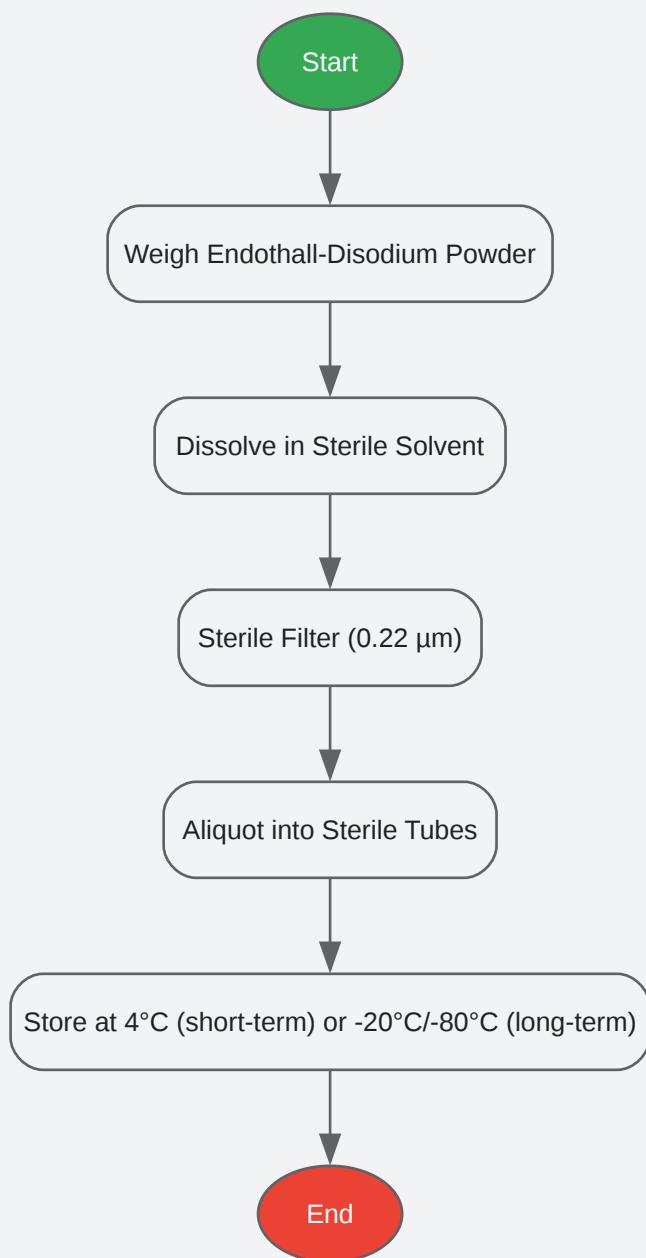 Start
Weigh Endothall-Disodium Powder
Dissolve in Sterile Solvent
Sterile Filter (0.22 µm)
Aliquot into Sterile Tubes
Store at 4°C (short-term) or -20°C/-80°C (long-term)
End